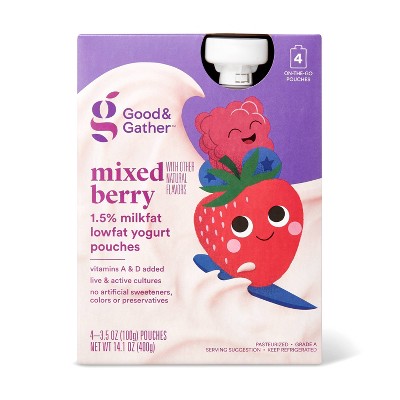 4
ON-THE-GO
POUCHES
Good&
Gather™
mixed
berry
WITH OTHER
NATURAL
FLAVORS
1.5% milkfat
lowfat yogurt
pouches
vitamins A & D added
live & active cultures
no artificial sweeteners,
colors or preservatives
4–3.5 OZ (100g) POUCHES
NET WT 14.1 OZ (400g)
PASTEURIZED • GRADE A
SERVING SUGGESTION • KEEP REFRIGERATED